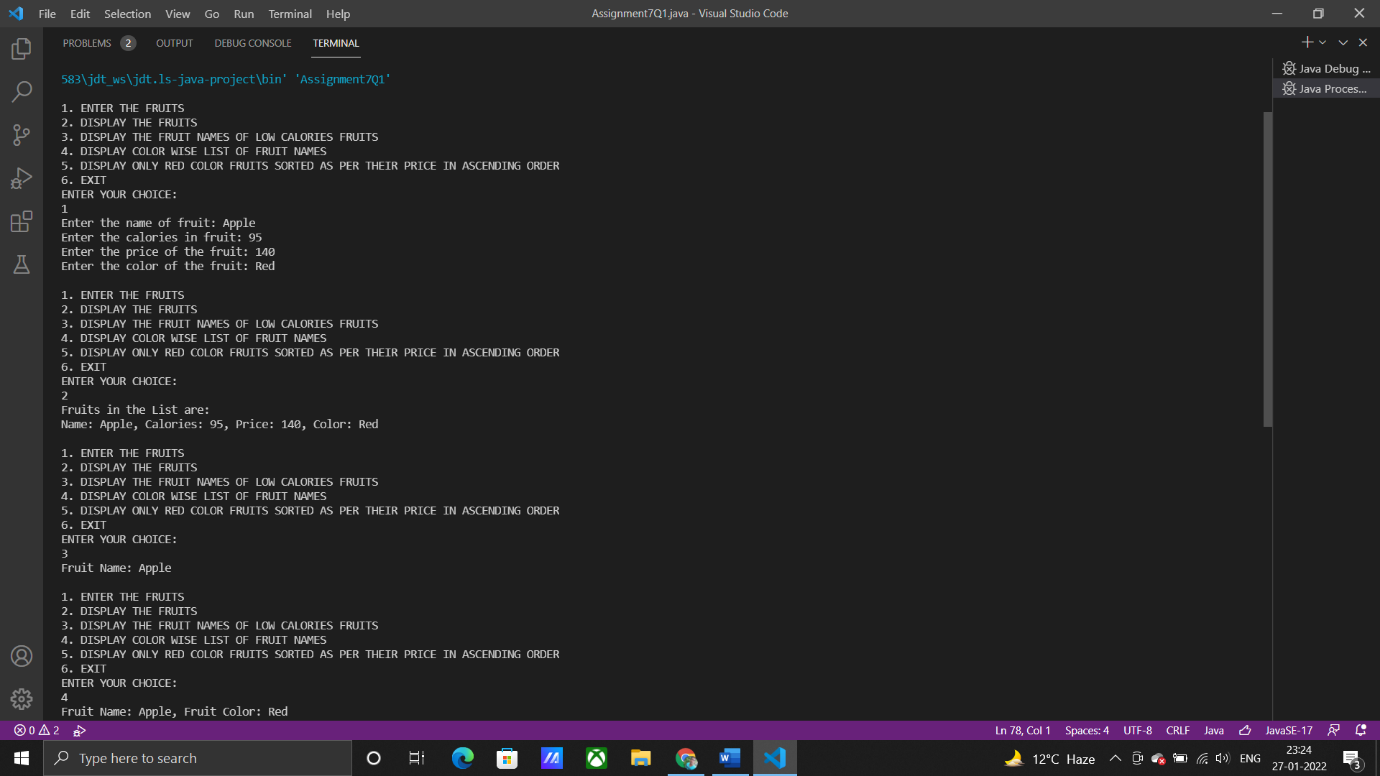 File Edit Selection View Go Run Terminal Help
Assignment7Q1.java - Visual Studio Code
PROBLEMS 2 OUTPUT DEBUG CONSOLE TERMINAL
583\jdt_ws\jdt.ls-java-project\bin' 'Assignment7Q1'
1. ENTER THE FRUITS
2. DISPLAY THE FRUITS
3. DISPLAY THE FRUIT NAMES OF LOW CALORIES FRUITS
4. DISPLAY COLOR WISE LIST OF FRUIT NAMES
5. DISPLAY ONLY RED COLOR FRUITS SORTED AS PER THEIR PRICE IN ASCENDING ORDER
6. EXIT
ENTER YOUR CHOICE:
1
Enter the name of fruit: Apple
Enter the calories in fruit: 95
Enter the price of the fruit: 140
Enter the color of the fruit: Red
1. ENTER THE FRUITS
2. DISPLAY THE FRUITS
3. DISPLAY THE FRUIT NAMES OF LOW CALORIES FRUITS
4. DISPLAY COLOR WISE LIST OF FRUIT NAMES
5. DISPLAY ONLY RED COLOR FRUITS SORTED AS PER THEIR PRICE IN ASCENDING ORDER
6. EXIT
ENTER YOUR CHOICE:
2
Fruits in the List are:
Name: Apple, Calories: 95, Price: 140, Color: Red
1. ENTER THE FRUITS
2. DISPLAY THE FRUITS
3. DISPLAY THE FRUIT NAMES OF LOW CALORIES FRUITS
4. DISPLAY COLOR WISE LIST OF FRUIT NAMES
5. DISPLAY ONLY RED COLOR FRUITS SORTED AS PER THEIR PRICE IN ASCENDING ORDER
6. EXIT
ENTER YOUR CHOICE:
3
Fruit Name: Apple
1. ENTER THE FRUITS
2. DISPLAY THE FRUITS
3. DISPLAY THE FRUIT NAMES OF LOW CALORIES FRUITS
4. DISPLAY COLOR WISE LIST OF FRUIT NAMES
5. DISPLAY ONLY RED COLOR FRUITS SORTED AS PER THEIR PRICE IN ASCENDING ORDER
6. EXIT
ENTER YOUR CHOICE:
4
Fruit Name: Apple, Fruit Color: Red
Java Debug ...
Java Proces...
0 2
Ln 78, Col 1 Spaces: 4 UTF-8 CRLF Java JavaSE-17
Type here to search
12°C Haze
ENG
23:24
27-01-2022
3